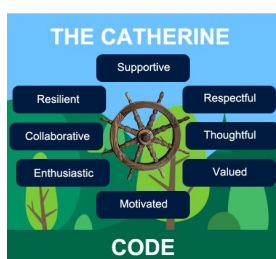 THE CATHERINE
Supportive
Resilient
Respectful
Collaborative
Thoughtful
Enthusiastic
Valued
Motivated
CODE